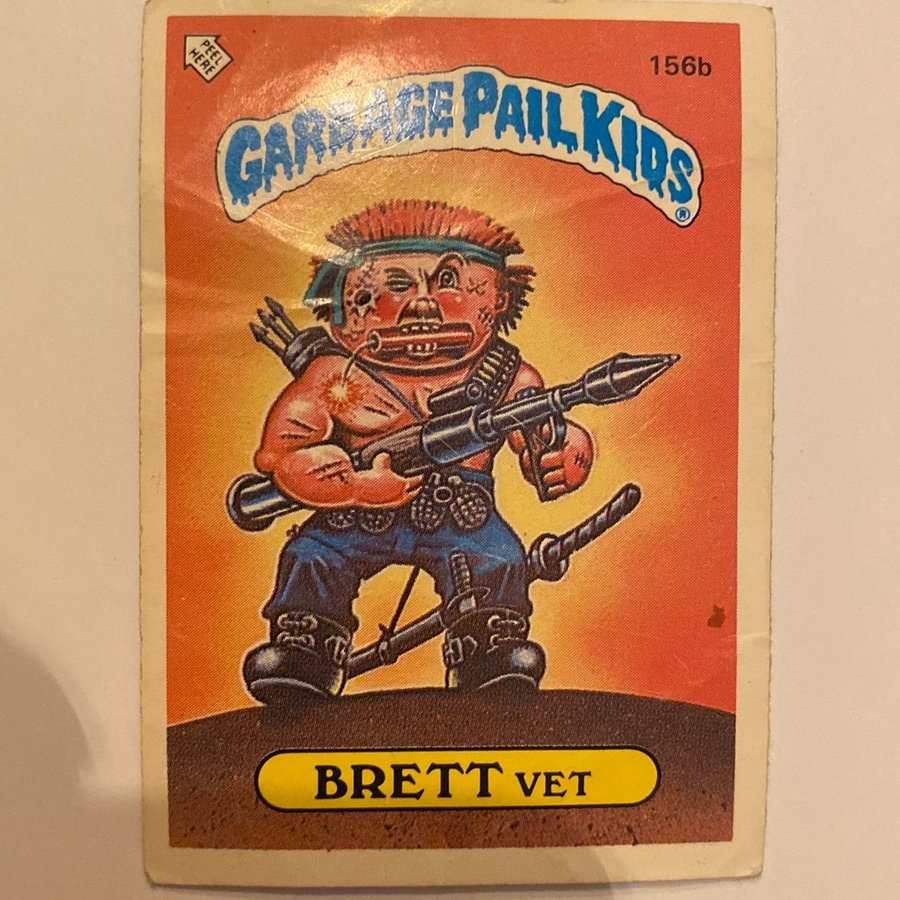 PEEL
HERE
156b
GARBAGE PAIL KIDS®
BRETT VET